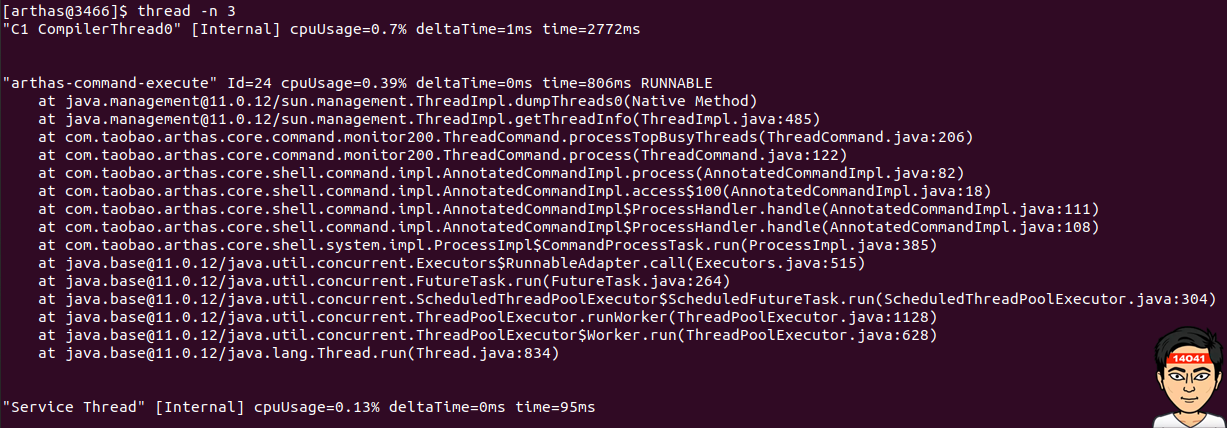 [arthas@3466]$ thread -n 3
"C1 CompilerThread0" [Internal] cpuUsage=0.7% deltaTime=1ms time=2772ms
"arthas-command-execute" Id=24 cpuUsage=0.39% deltaTime=0ms time=806ms RUNNABLE
at java.management@11.0.12/sun.management.ThreadImpl.dumpThreads0(Native Method)
at java.management@11.0.12/sun.management.ThreadImpl.getThreadInfo(ThreadImpl.java:485)
at com.taobao.arthas.core.command.monitor200.ThreadCommand.processTopBusyThreads(ThreadCommand.java:206)
at com.taobao.arthas.core.command.monitor200.ThreadCommand.process(ThreadCommand.java:122)
at com.taobao.arthas.core.shell.command.impl.AnnotatedCommandImpl.process(AnnotatedCommandImpl.java:82)
at com.taobao.arthas.core.shell.command.impl.AnnotatedCommandImpl.access$100(AnnotatedCommandImpl.java:18)
at com.taobao.arthas.core.shell.command.impl.AnnotatedCommandImpl$ProcessHandler.handle(AnnotatedCommandImpl.java:111)
at com.taobao.arthas.core.shell.command.impl.AnnotatedCommandImpl$ProcessHandler.handle(AnnotatedCommandImpl.java:108)
at com.taobao.arthas.core.shell.system.impl.ProcessImpl$CommandProcessTask.run(ProcessImpl.java:385)
at java.base@11.0.12/java.util.concurrent.Executors$RunnableAdapter.call(Executors.java:515)
at java.base@11.0.12/java.util.concurrent.FutureTask.run(FutureTask.java:264)
at java.base@11.0.12/java.util.concurrent.ScheduledThreadPoolExecutor$ScheduledFutureTask.run(ScheduledThreadPoolExecutor.java:304)
at java.base@11.0.12/java.util.concurrent.ThreadPoolExecutor.runWorker(ThreadPoolExecutor.java:1128)
at java.base@11.0.12/java.util.concurrent.ThreadPoolExecutor$Worker.run(ThreadPoolExecutor.java:628)
at java.base@11.0.12/java.lang.Thread.run(Thread.java:834)
14041
"Service Thread" [Internal] cpuUsage=0.13% deltaTime=0ms time=95ms